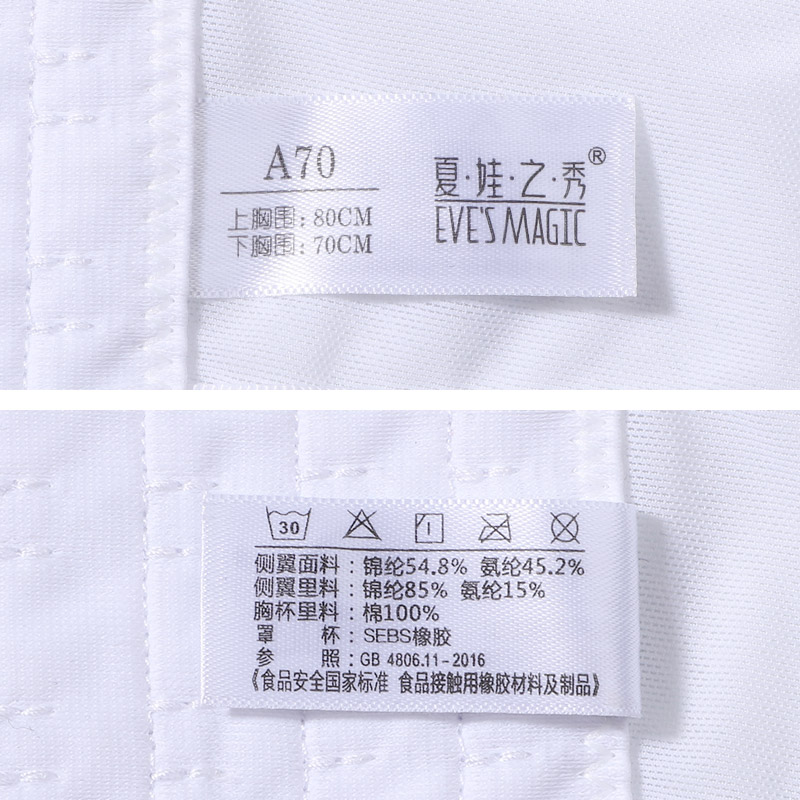 A70
上胸围：80CM
下胸围：70CM
夏·娃·之·秀®
EVE'S MAGIC
30
侧翼面料：锦纶54.8% 氨纶45.2%
侧翼里料：锦纶85% 氨纶15%
胸杯里料：棉100%
罩杯：SEBS橡胶
参照：GB 4806.11-2016
《食品安全国家标准 食品接触用橡胶材料及制品》